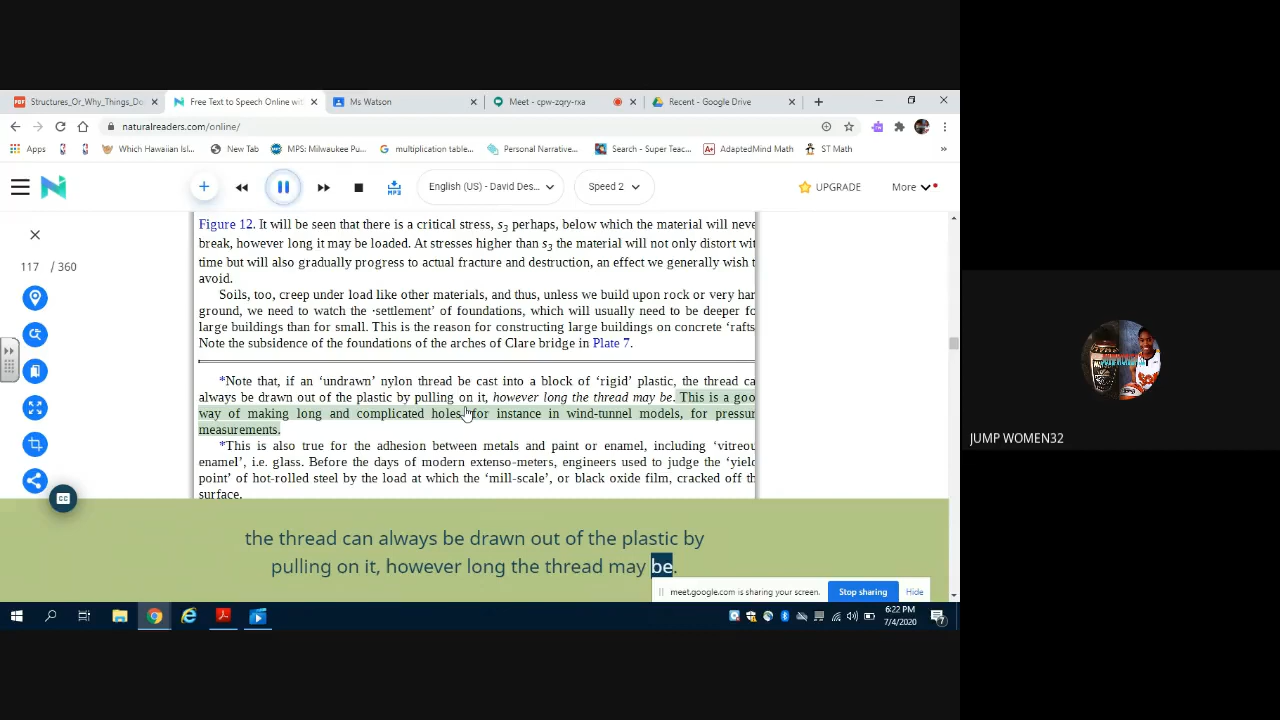 Structures_Or_Why_Things_Do
Free Text to Speech Online wit
Ms Watson
Meet - cpw-zqry-rxa
Recent - Google Drive
naturalreaders.com/online/
Apps
Which Hawaiian Isl...
New Tab
MPS: Milwaukee Pu...
multiplication table...
Personal Narrative...
Search - Super Teac...
AdaptedMind Math
ST Math
»
MP3
English (US) - David Des...
Speed 2
UPGRADE
More
117 / 360
Figure 12. It will be seen that there is a critical stress, s3 perhaps, below which the material will neve
break, however long it may be loaded. At stresses higher than s3 the material will not only distort wit
time but will also gradually progress to actual fracture and destruction, an effect we generally wish t
avoid.
Soils, too, creep under load like other materials, and thus, unless we build upon rock or very har
ground, we need to watch the ·settlement' of foundations, which will usually need to be deeper fo
large buildings than for small. This is the reason for constructing large buildings on concrete 'rafts
Note the subsidence of the foundations of the arches of Clare bridge in Plate 7.
*Note that, if an 'undrawn' nylon thread be cast into a block of 'rigid' plastic, the thread ca
always be drawn out of the plastic by pulling on it, however long the thread may be. This is a goo
way of making long and complicated holes, for instance in wind-tunnel models, for pressur
measurements.
*This is also true for the adhesion between metals and paint or enamel, including 'vitreou
enamel', i.e. glass. Before the days of modern extenso-meters, engineers used to judge the 'yield
point' of hot-rolled steel by the load at which the 'mill-scale', or black oxide film, cracked off th
surface.
CC
the thread can always be drawn out of the plastic by
pulling on it, however long the thread may be.
meet.google.com is sharing your screen.
Stop sharing
Hide
6:22 PM
7/4/2020
7
JUMP WOMEN32